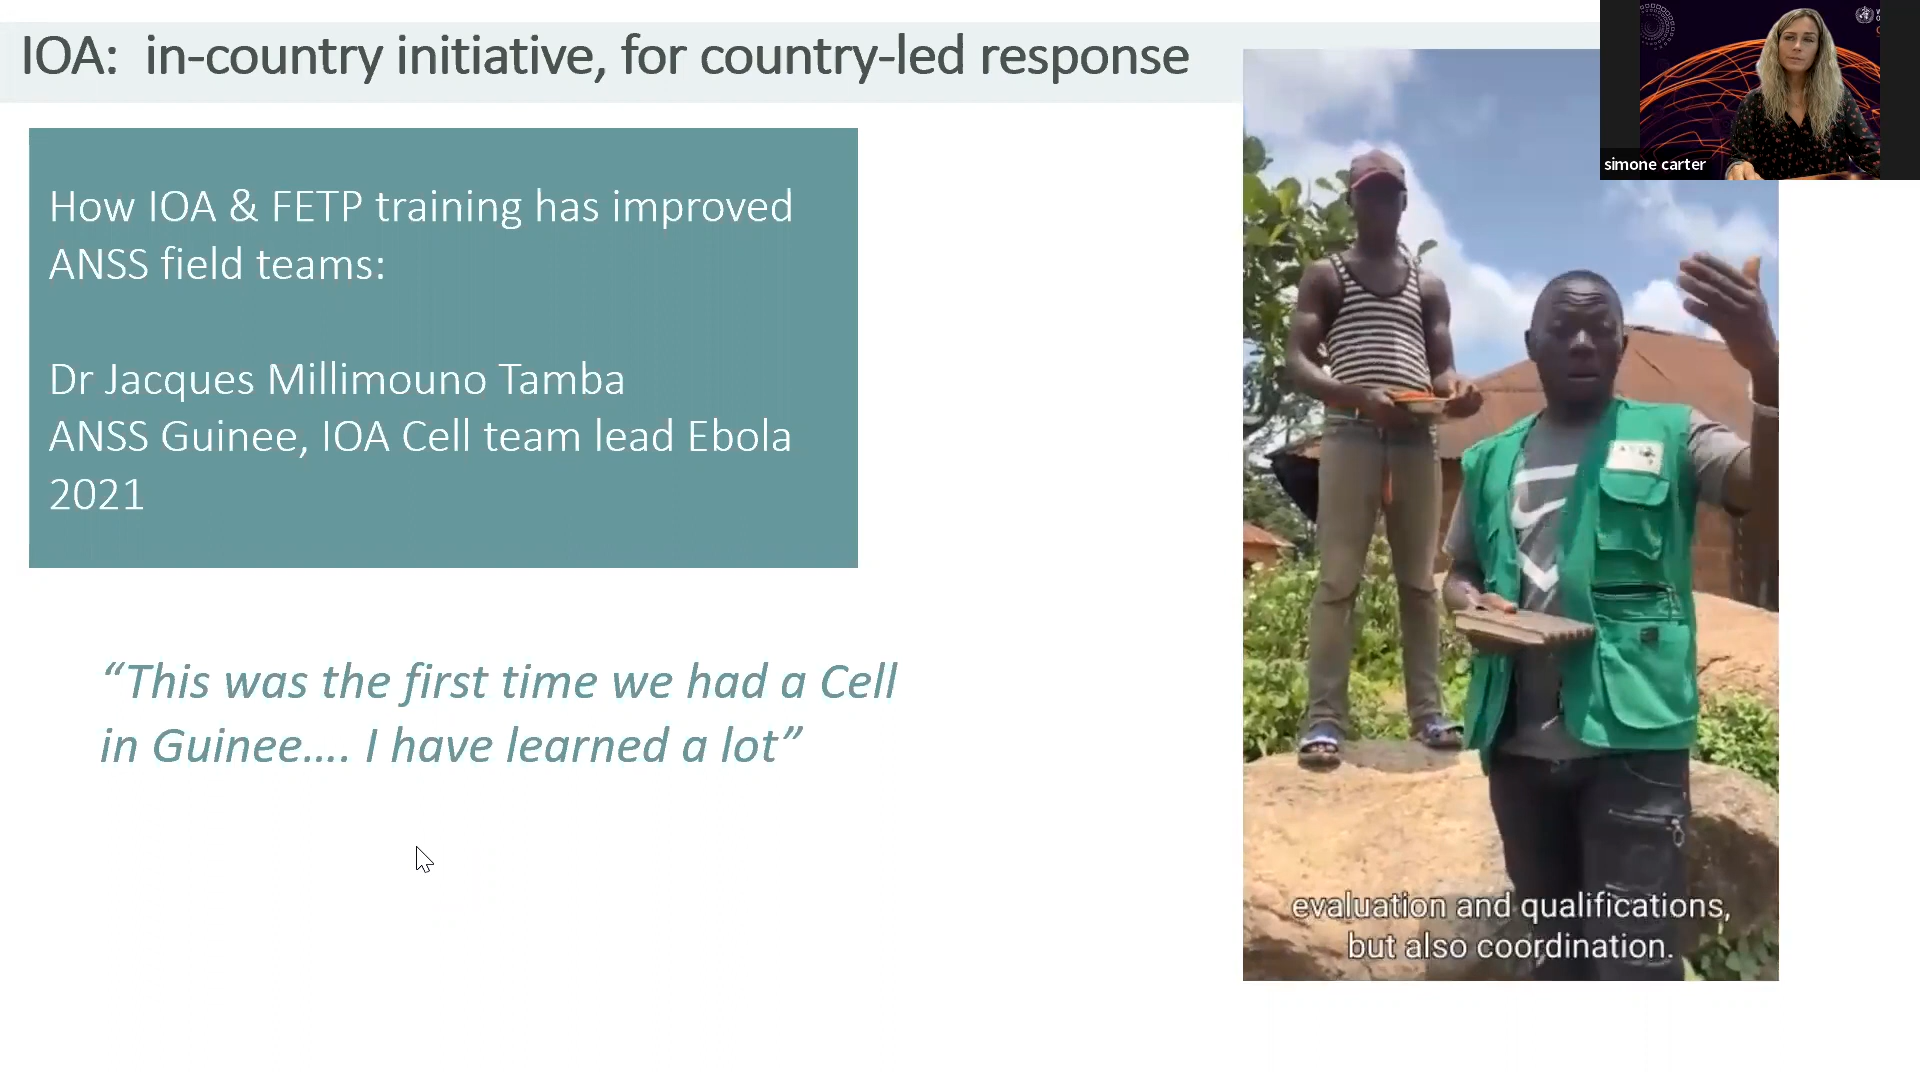 IOA: in-country initiative, for country-led response
simone carter
How IOA & FETP training has improved
ANSS field teams:
Dr Jacques Millimouno Tamba
ANSS Guinee, IOA Cell team lead Ebola
2021
“This was the first time we had a Cell
in Guinee…. I have learned a lot”
evaluation and qualifications,
but also coordination.